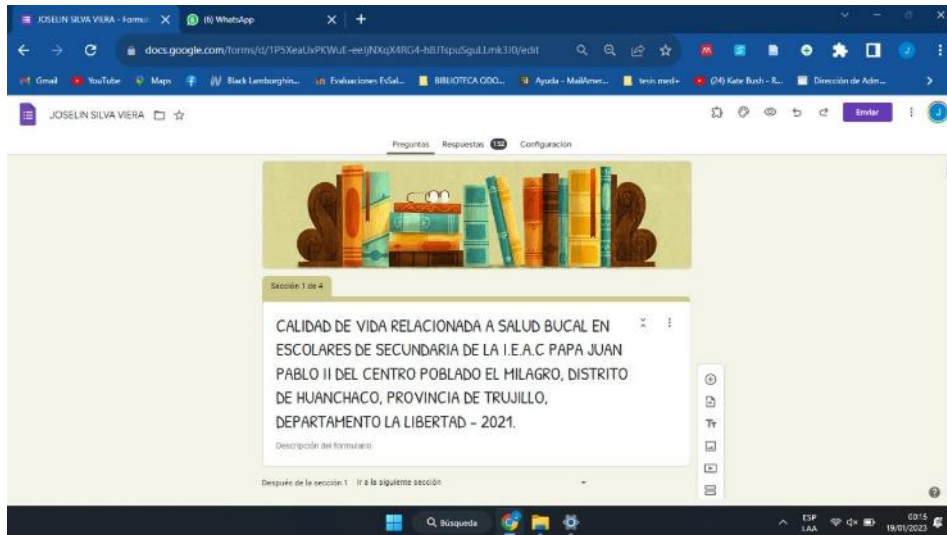 JOSELIN SILVA VIERA - Formul
(6) WhatsApp
docs.google.com/forms/d/
/edit
Gmail
YouTube
Maps
Black Lamborghin...
Evaluaciones EsSal...
BIBLIOTECA ODO...
Ayuda - MailAmer...
tesis med+
(24) Kate Bush - R...
Dirección de Adm...
JOSELIN SILVA VIERA
Enviar
J
Preguntas Respuestas 152 Configuración
Sección 1 de 4
CALIDAD DE VIDA RELACIONADA A SALUD BUCAL EN
ESCOLARES DE SECUNDARIA DE LA I.E.A.C PAPA JUAN
PABLO II DEL CENTRO POBLADO EL MILAGRO, DISTRITO
DE HUANCHACO, PROVINCIA DE TRUJILLO,
DEPARTAMENTO LA LIBERTAD - 2021.
Descripción del formulario
Después de la sección 1 Ir a la siguiente sección
Tt
Búsqueda
ESP
LAA
00:15
19/01/2023